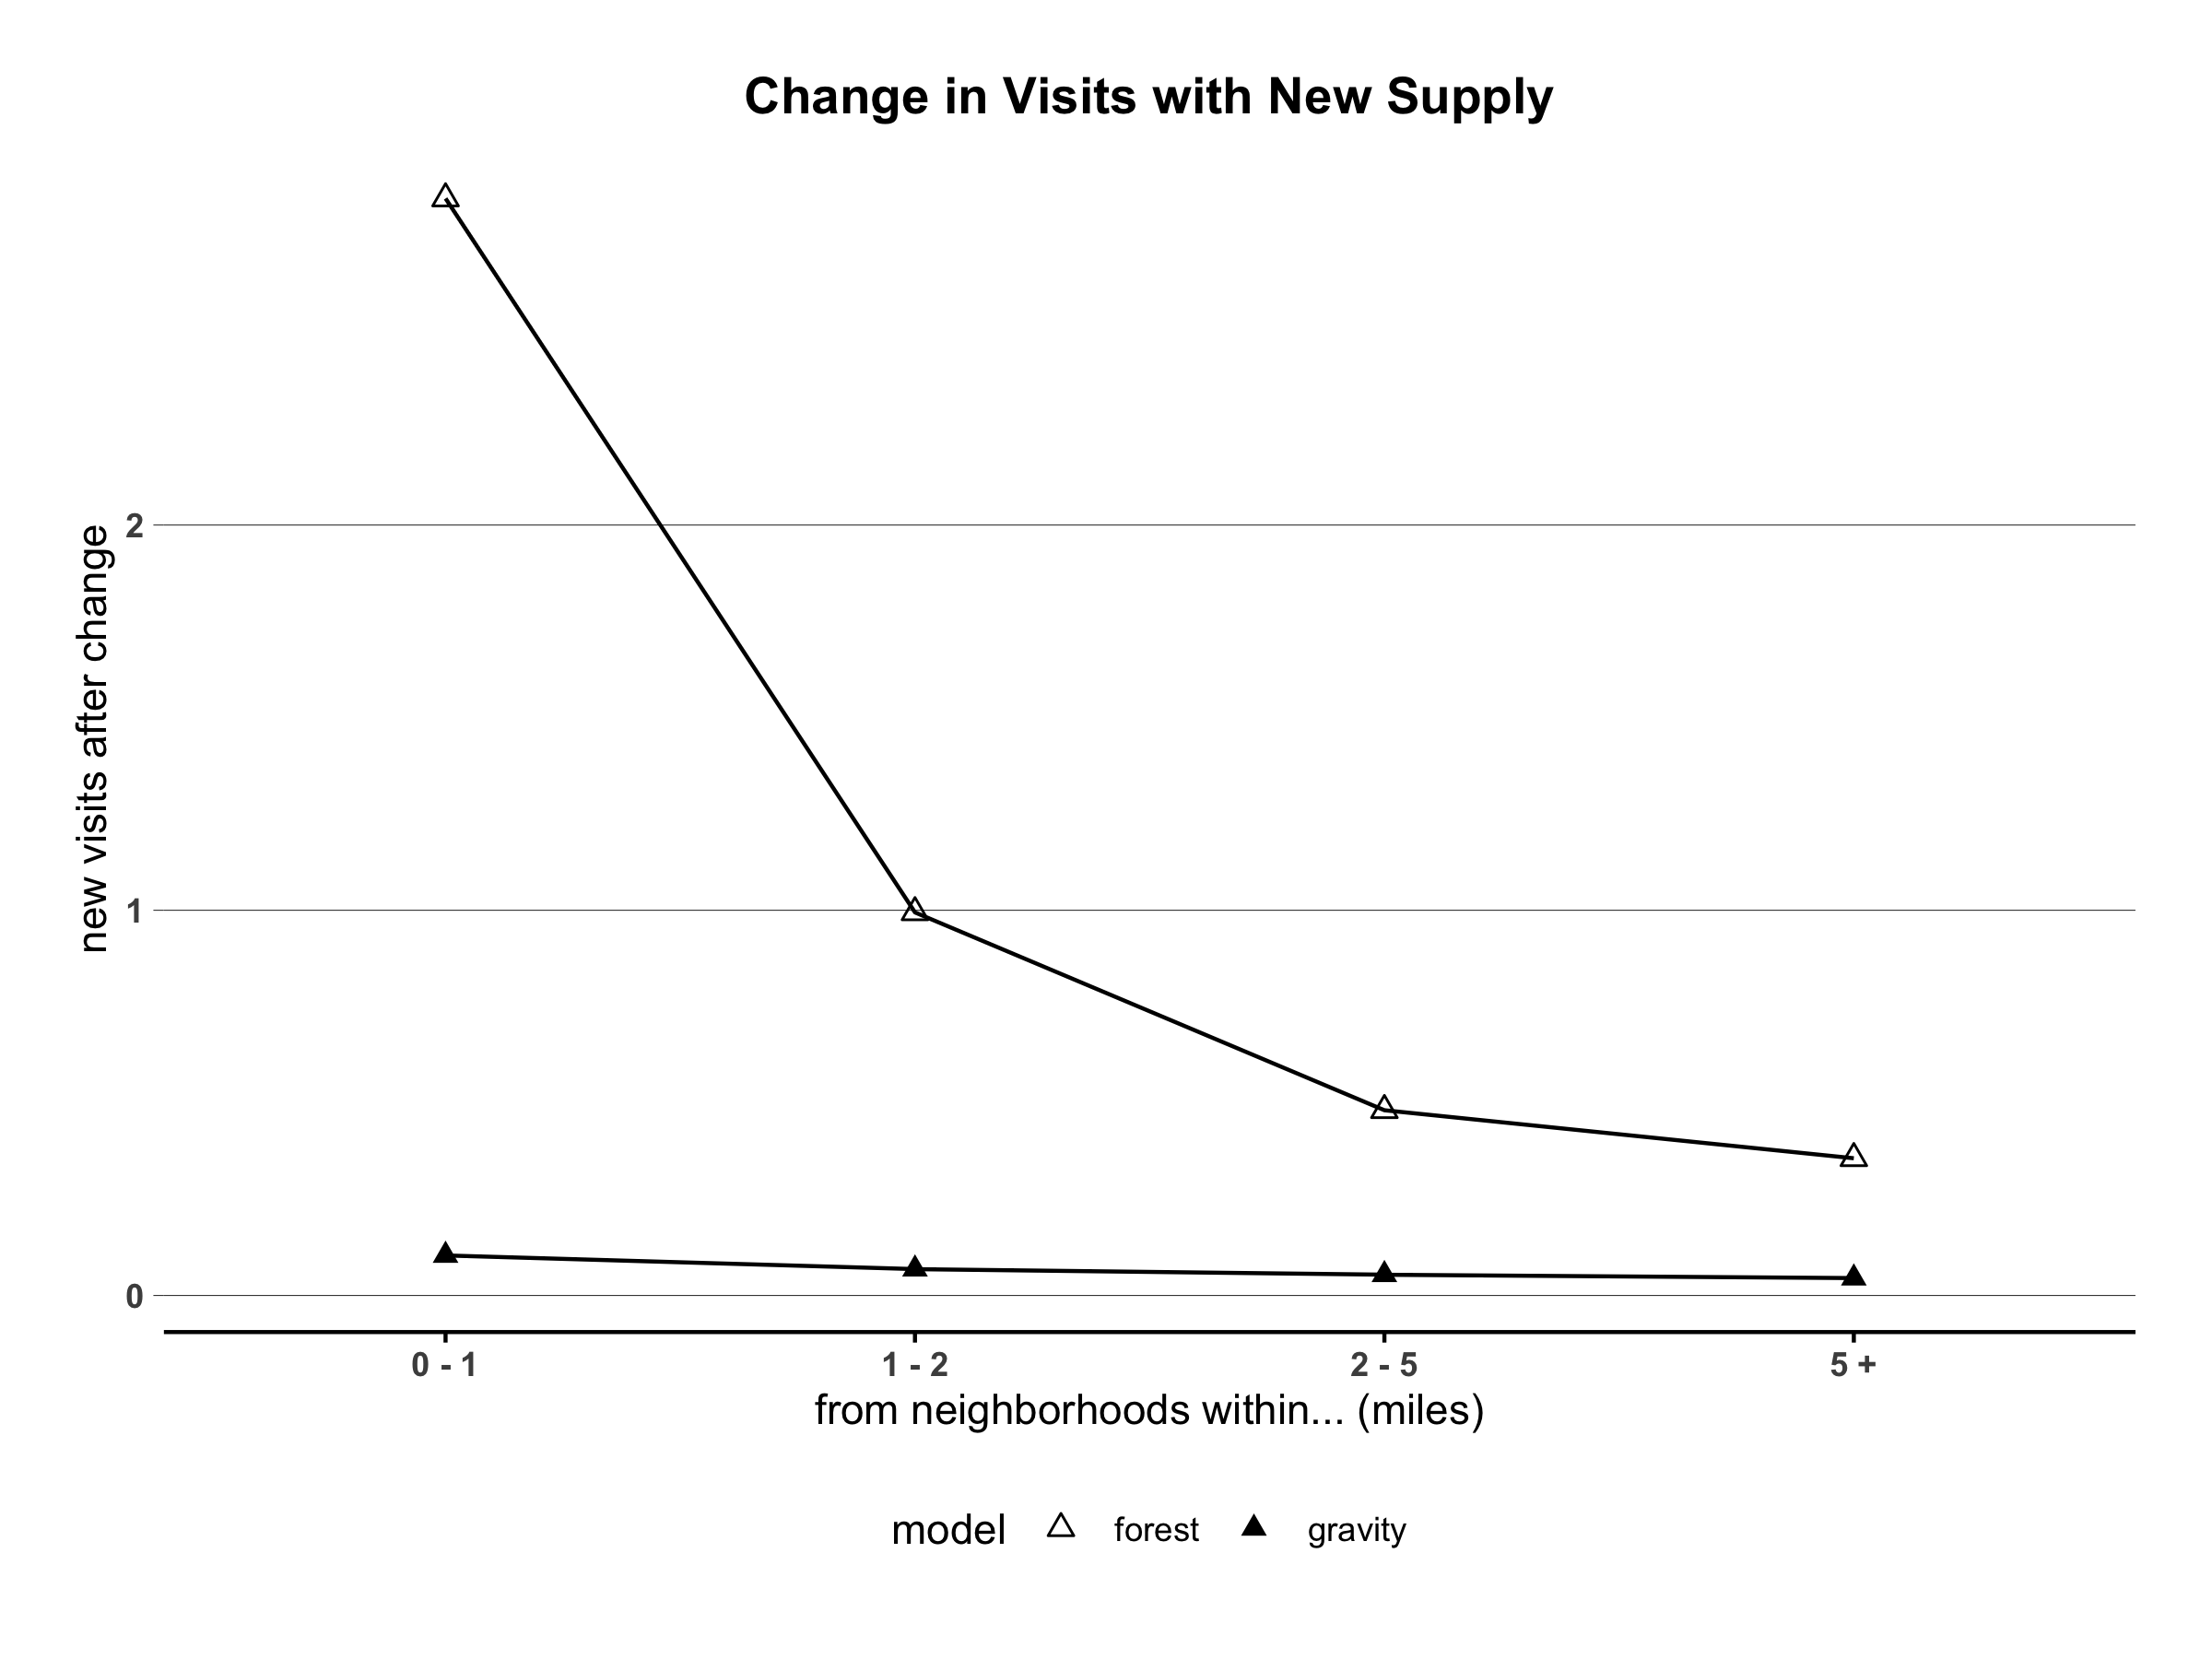 Change in Visits with New Supply
new visits after change
2
1
0
0 - 1 1 - 2 2 - 5 5 +
from neighborhoods within... (miles)
model forest gravity